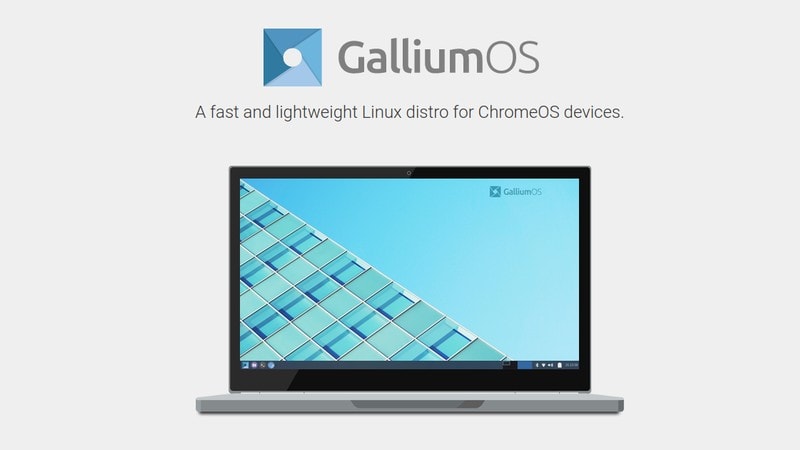 GalliumOS
A fast and lightweight Linux distro for ChromeOS devices.
GalliumOS